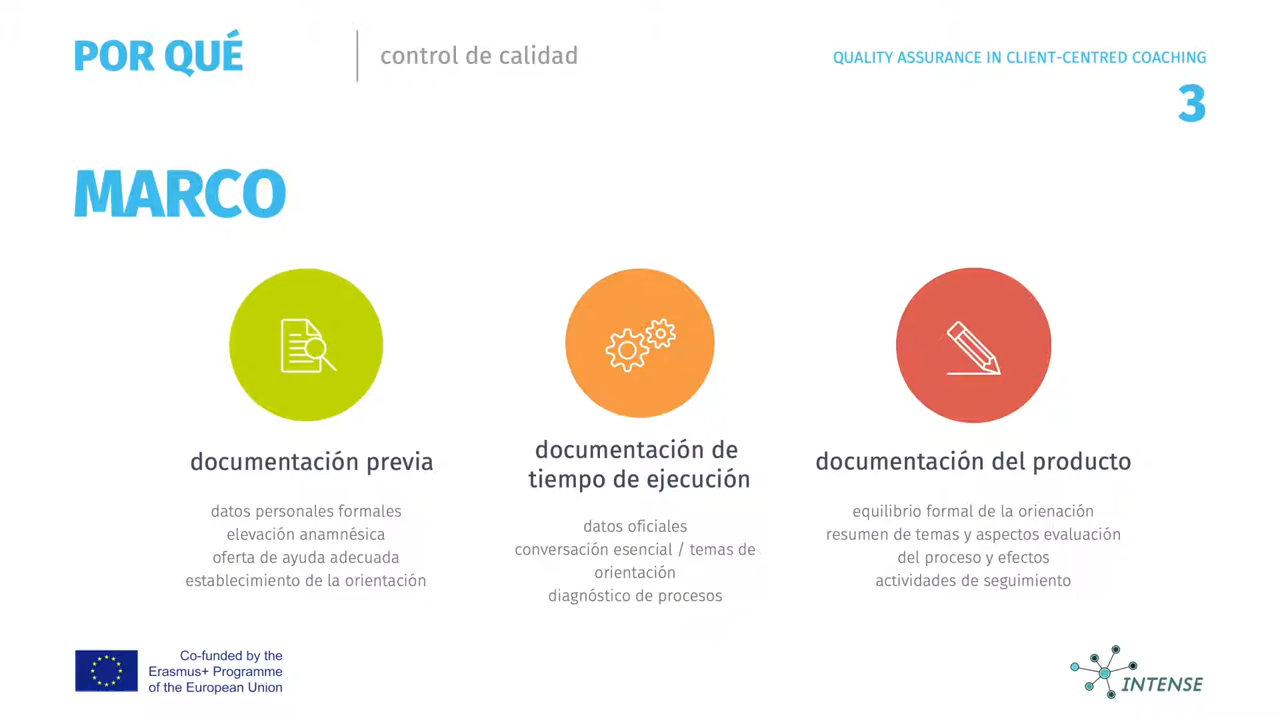 POR QUÉ
control de calidad
QUALITY ASSURANCE IN CLIENT-CENTRED COACHING
3
MARCO
documentación previa
datos personales formales
elevación anamnésica
oferta de ayuda adecuada
establecimiento de la orientación
documentación de
tiempo de ejecución
datos oficiales
conversación esencial / temas de
orientación
diagnóstico de procesos
documentación del producto
equilibrio formal de la orienación
resumen de temas y aspectos evaluación
del proceso y efectos
actividades de seguimiento
Co-funded by the
Erasmus+ Programme
of the European Union
INTENSE